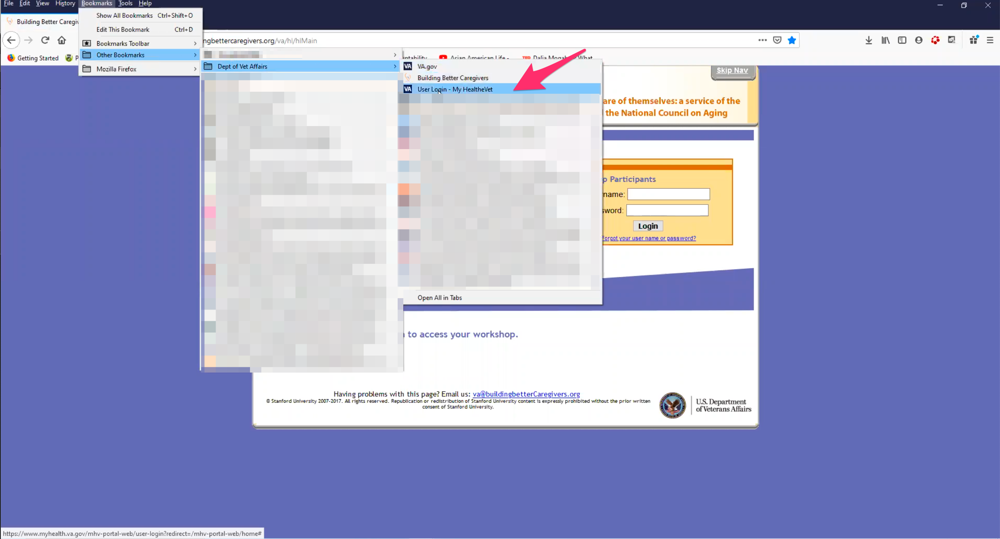 File Edit View History Bookmarks Tools Help
Show All Bookmarks Ctrl+Shift+O
Building Better Caregiv
Edit This Bookmark Ctrl+D
ngbettercaregivers.org/va/hl/hlMain
Bookmarks Toolbar
Getting Started P
Other Bookmarks
untability Asian American Life - TED Dalia Mogahed: What
Mozilla Firefox
Dept of Vet Affairs
VA VA.gov
Building Better Caregivers
VA User Login - My HealtheVet
Open All in Tabs
Skip Nav
are of themselves: a service of the
the National Council on Aging
p Participants
name:
sword:
Login
Forgot your user name or password?
to access your workshop.
Having problems with this page? Email us: va@buildingbetterCaregivers.org
© Stanford University 2007-2017. All rights reserved. Republication or redistribution of Stanford University content is expressly prohibited without the prior written
consent of Stanford University.
U.S. Department
of Veterans Affairs
https://www.myhealth.va.gov/mhv-portal-web/user-login?redirect=/mhv-portal-web/home#